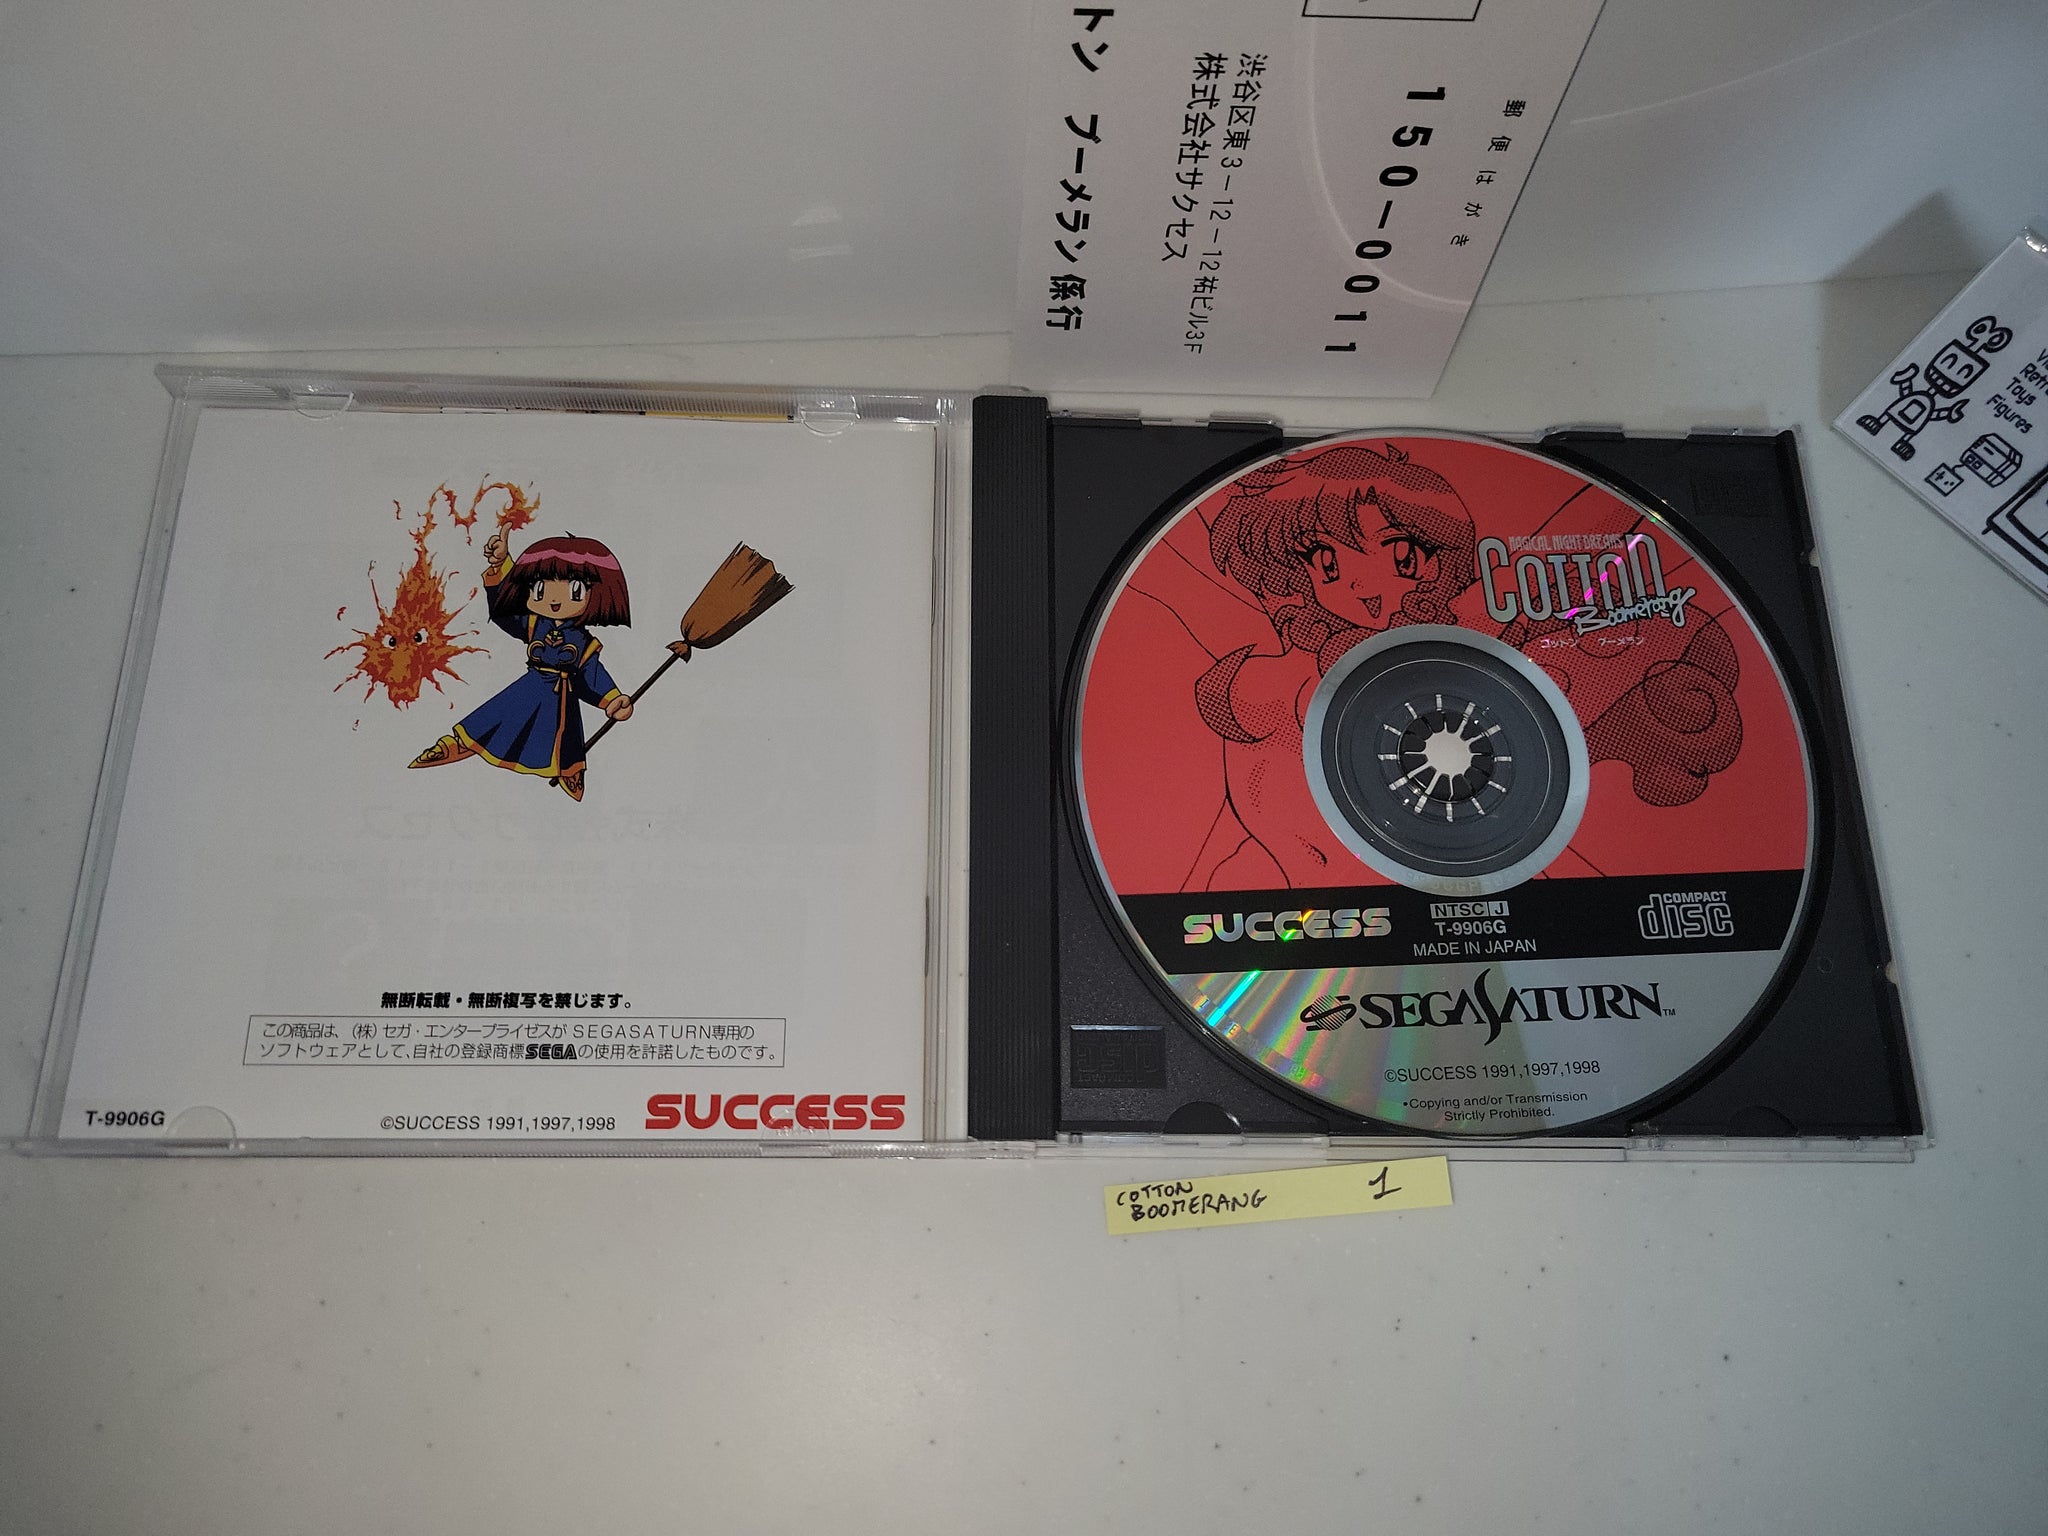 郵便はがき
150-0011
渋谷区東3-12-12祐ビル3F
株式会社サクセス
トン ブーメラン係行
無断転載・無断複写を禁じます。
この商品は、(株)セガ・エンタープライゼスがSEGASATURN専用の
ソフトウェアとして、自社の登録商標SEGAの使用を許諾したものです。
T-9906G
©SUCCESS 1991,1997,1998
SUCCESS
MAGICAL NIGHT DREAMS
COTTON
Boomerang
コットン ブーメラン
SUCCESS
NTSC J
T-9906G
MADE IN JAPAN
COMPACT
disc
SEGA SATURN™
©SUCCESS 1991,1997,1998
•Copying and/or Transmission
Strictly Prohibited.
COTTON
BOOMERANG
1
Toys
Figures